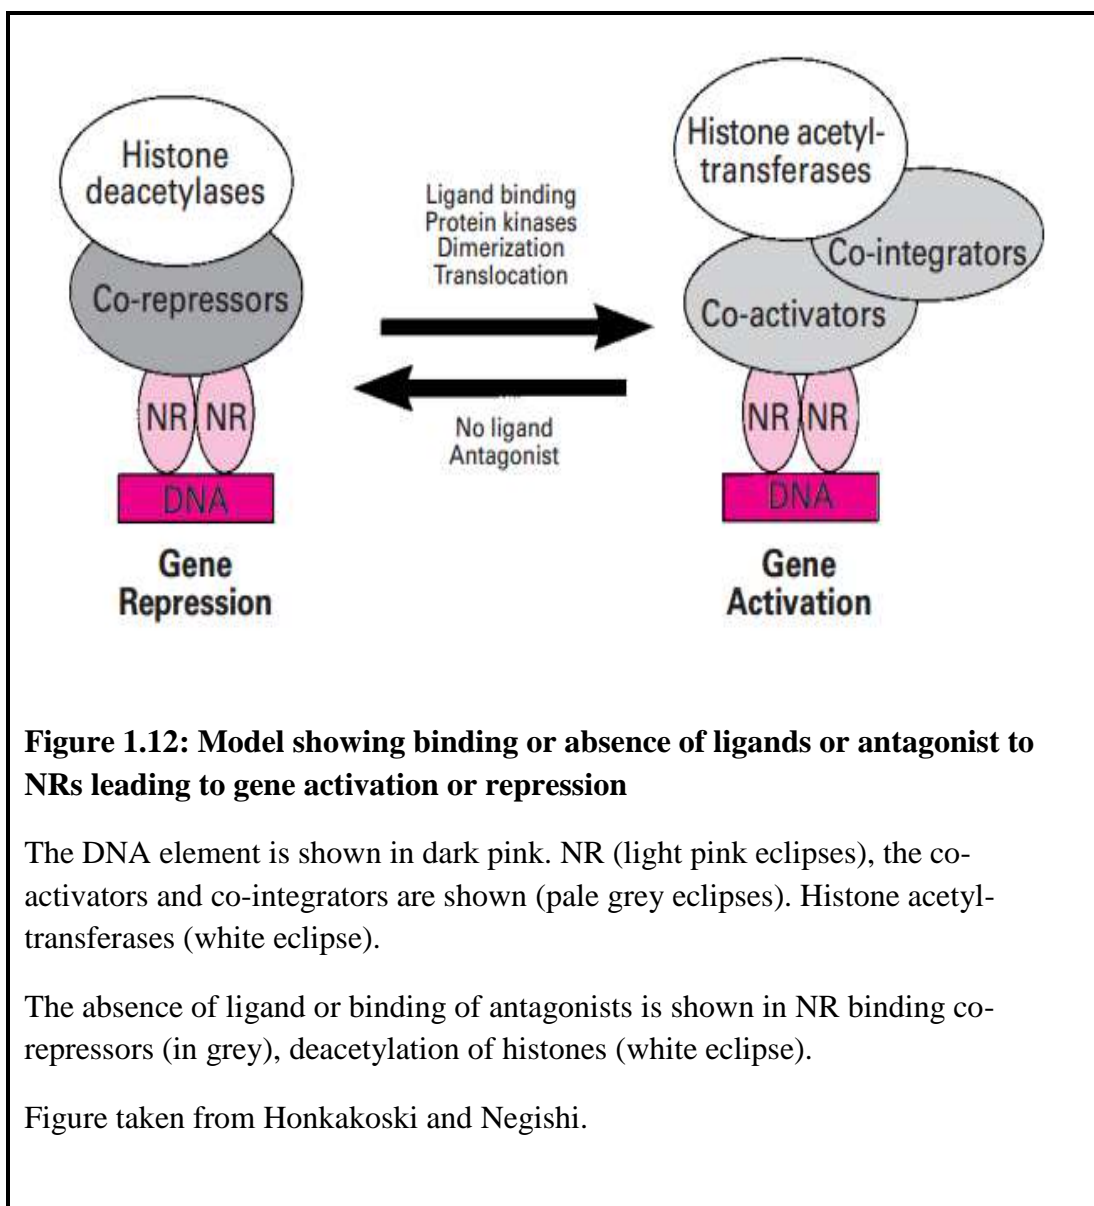 Histone
deacetylases
Co-repressors
NR NR
DNA
Gene
Repression
Ligand binding
Protein kinases
Dimerization
Translocation
No ligand
Antagonist
Histone acetyl-
transferases
Co-integrators
Co-activators
NR NR
DNA
Gene
Activation
Figure 1.12: Model showing binding or absence of ligands or antagonist to
NRs leading to gene activation or repression
The DNA element is shown in dark pink. NR (light pink eclipses), the co-
activators and co-integrators are shown (pale grey eclipses). Histone acetyl-
transferases (white eclipse).
The absence of ligand or binding of antagonists is shown in NR binding co-
repressors (in grey), deacetylation of histones (white eclipse).
Figure taken from Honkakoski and Negishi.